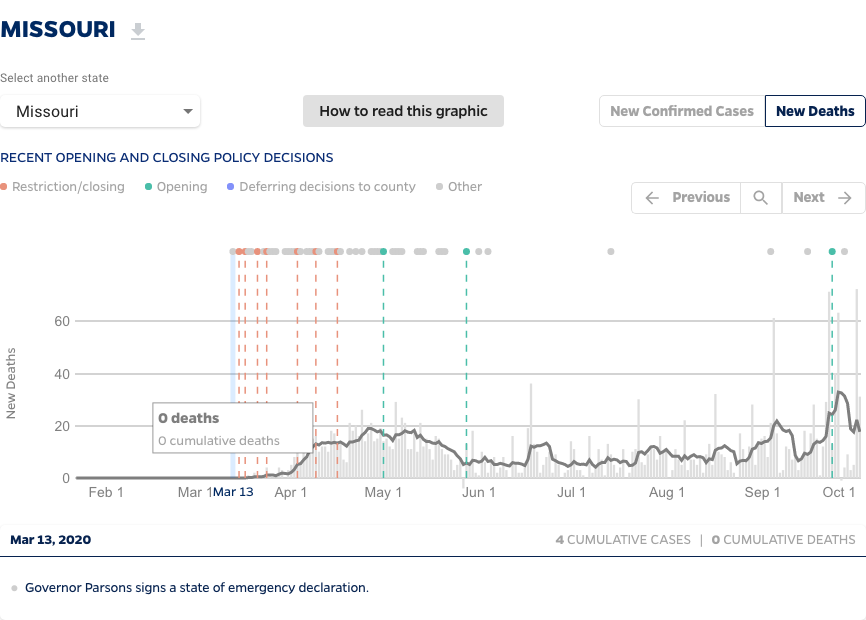 MISSOURI
Select another state
Missouri
How to read this graphic
New Confirmed Cases
New Deaths
RECENT OPENING AND CLOSING POLICY DECISIONS
Restriction/closing
Opening
Deferring decisions to county
Other
Previous
Next
New Deaths
60
40
20
0
0 deaths
0 cumulative deaths
Feb 1
Mar 1
Mar 13
Apr 1
May 1
Jun 1
Jul 1
Aug 1
Sep 1
Oct 1
Mar 13, 2020
4 CUMULATIVE CASES | 0 CUMULATIVE DEATHS
Governor Parsons signs a state of emergency declaration.